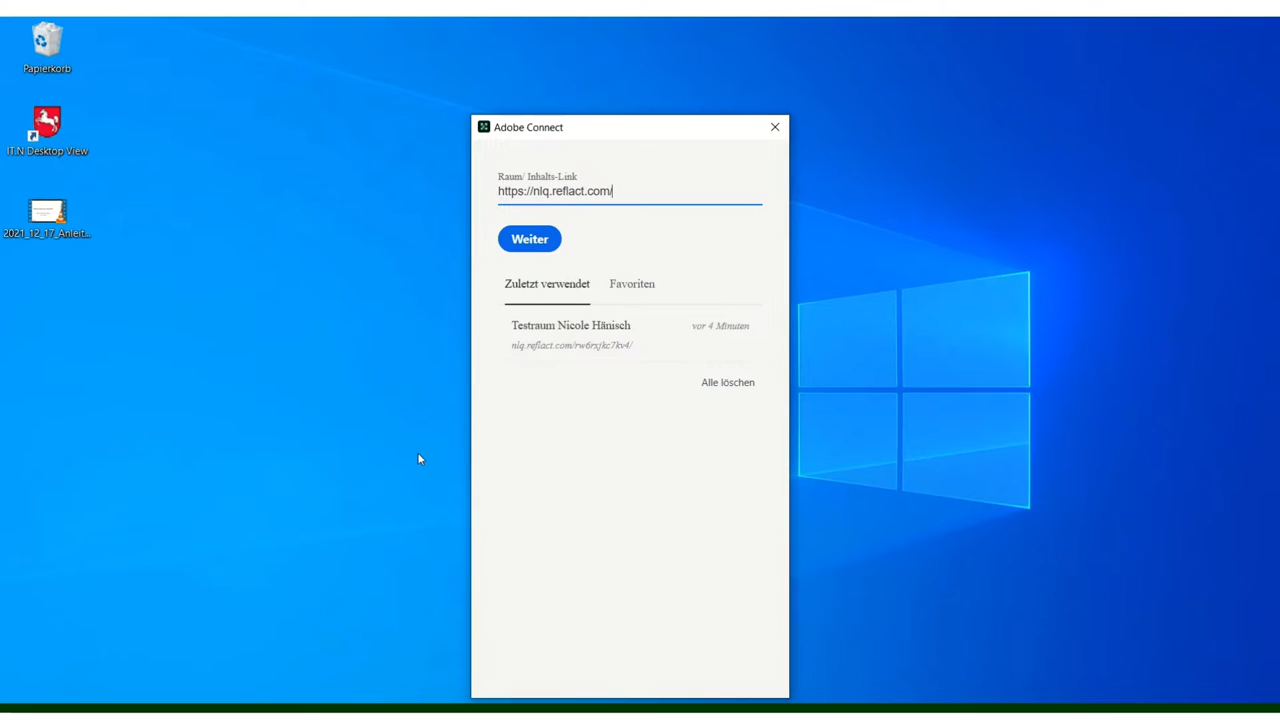 Papierkorb
IT.N Desktop View
2021_12_17_Anleit...
Adobe Connect
Raum/ Inhalts-Link
https://nlq.reflact.com/
Weiter
Zuletzt verwendet Favoriten
Testraum Nicole Hänisch vor 4 Minuten
nlq.reflact.com/rw6rxjkc7kv4/
Alle löschen